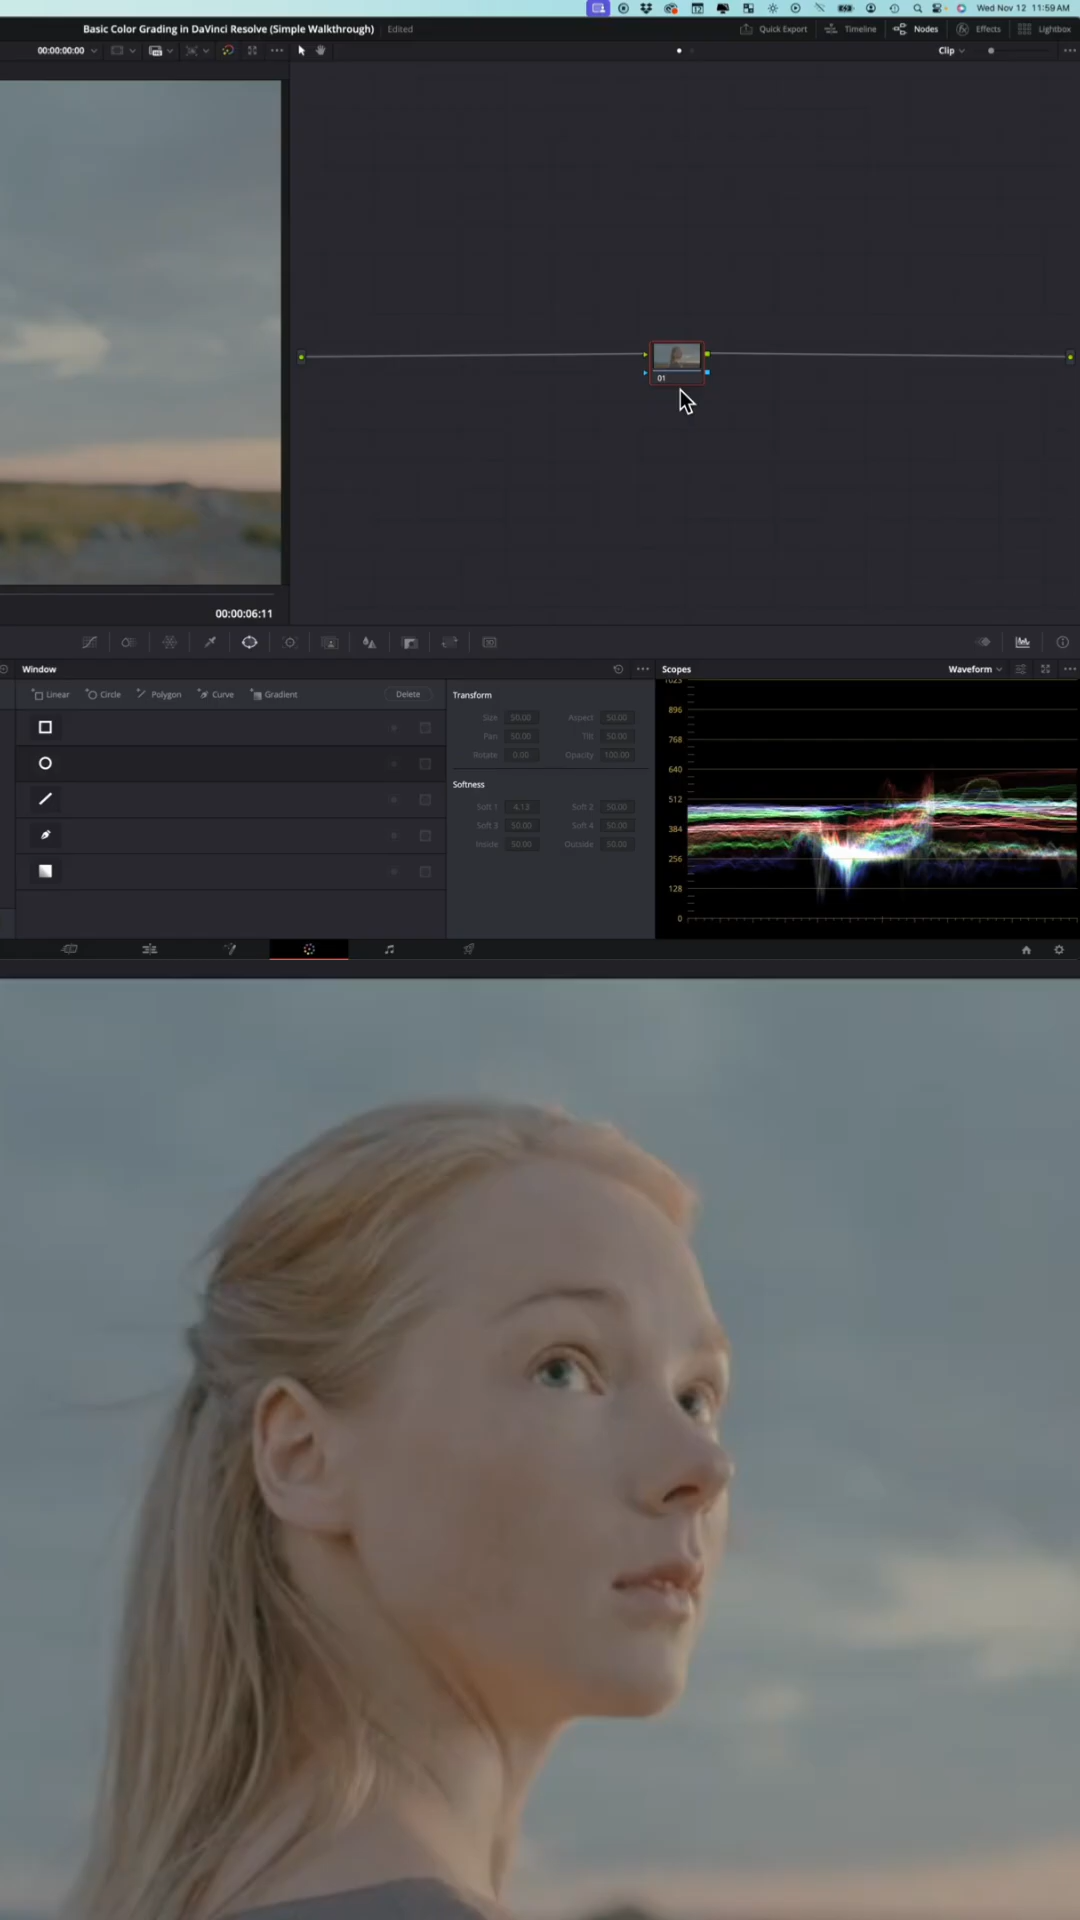 Wed Nov 12 11:59 AM
Basic Color Grading in DaVinci Resolve (Simple Walkthrough) Edited
Quick Export Timeline Nodes Effects Lightbox
00:00:00:00
Clip
01
00:00:06:11
Window
Linear Circle Polygon Curve Gradient Delete
Transform
Size 50.00 Aspect 50.00
Pan 50.00 Tilt 50.00
Rotate 0.00 Opacity 100.00
Softness
Soft 1 4.13 Soft 2 50.00
Soft 3 50.00 Soft 4 50.00
Inside 50.00 Outside 50.00
Scopes Waveform
1023
896
768
640
512
384
256
128
0